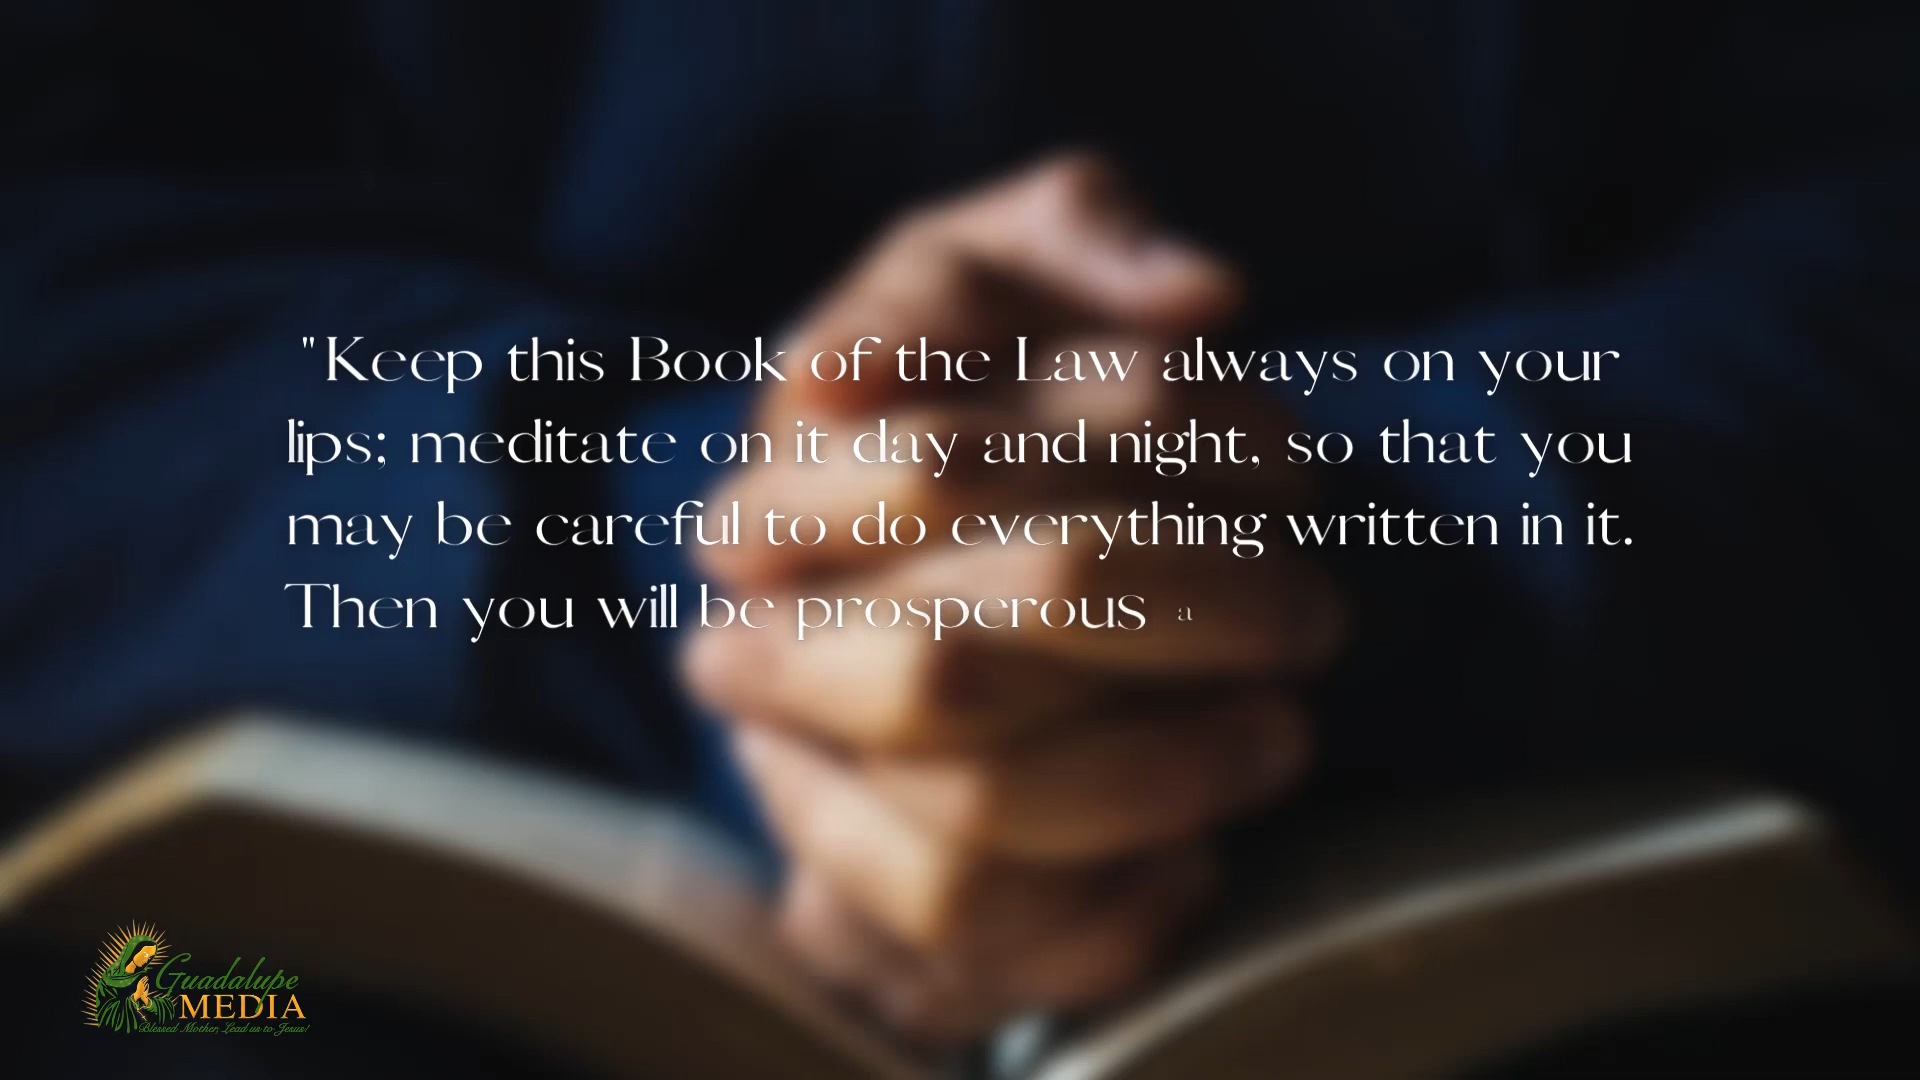 "Keep this Book of the Law always on your
lips; meditate on it day and night, so that you
may be careful to do everything written in it.
Then you will be prosperous a
Guadalupe
MEDIA
Blessed Mother, Lead us to Jesus!